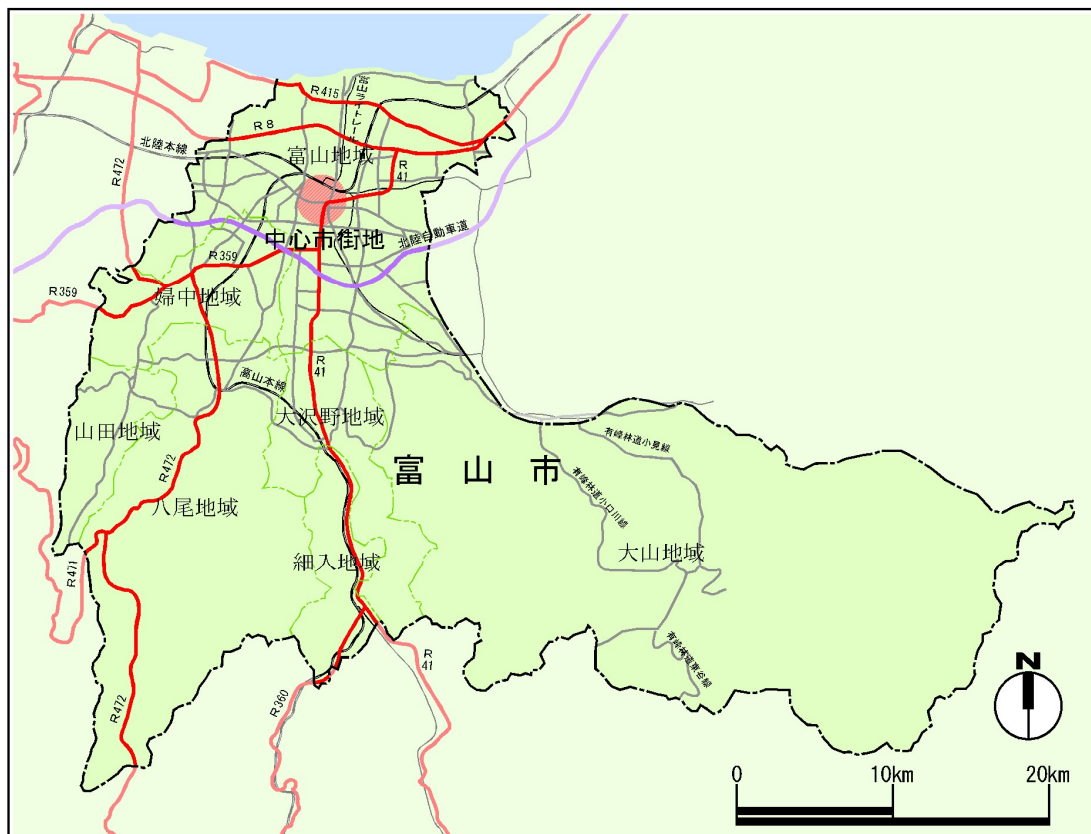 R415
富山ライトレール
R8
北陸本線
富山地域
R41
R472
中心市街地
北陸自動車道
R359
R359
婦中地域
R41
高山本線
大沢野地域
山田地域
富山市
有峰林道小見線
R472
有峰林道小口川線
八尾地域
細入地域
大山地域
R471
R41
有峰林道東谷線
N
R360
R472
0 10km 20km